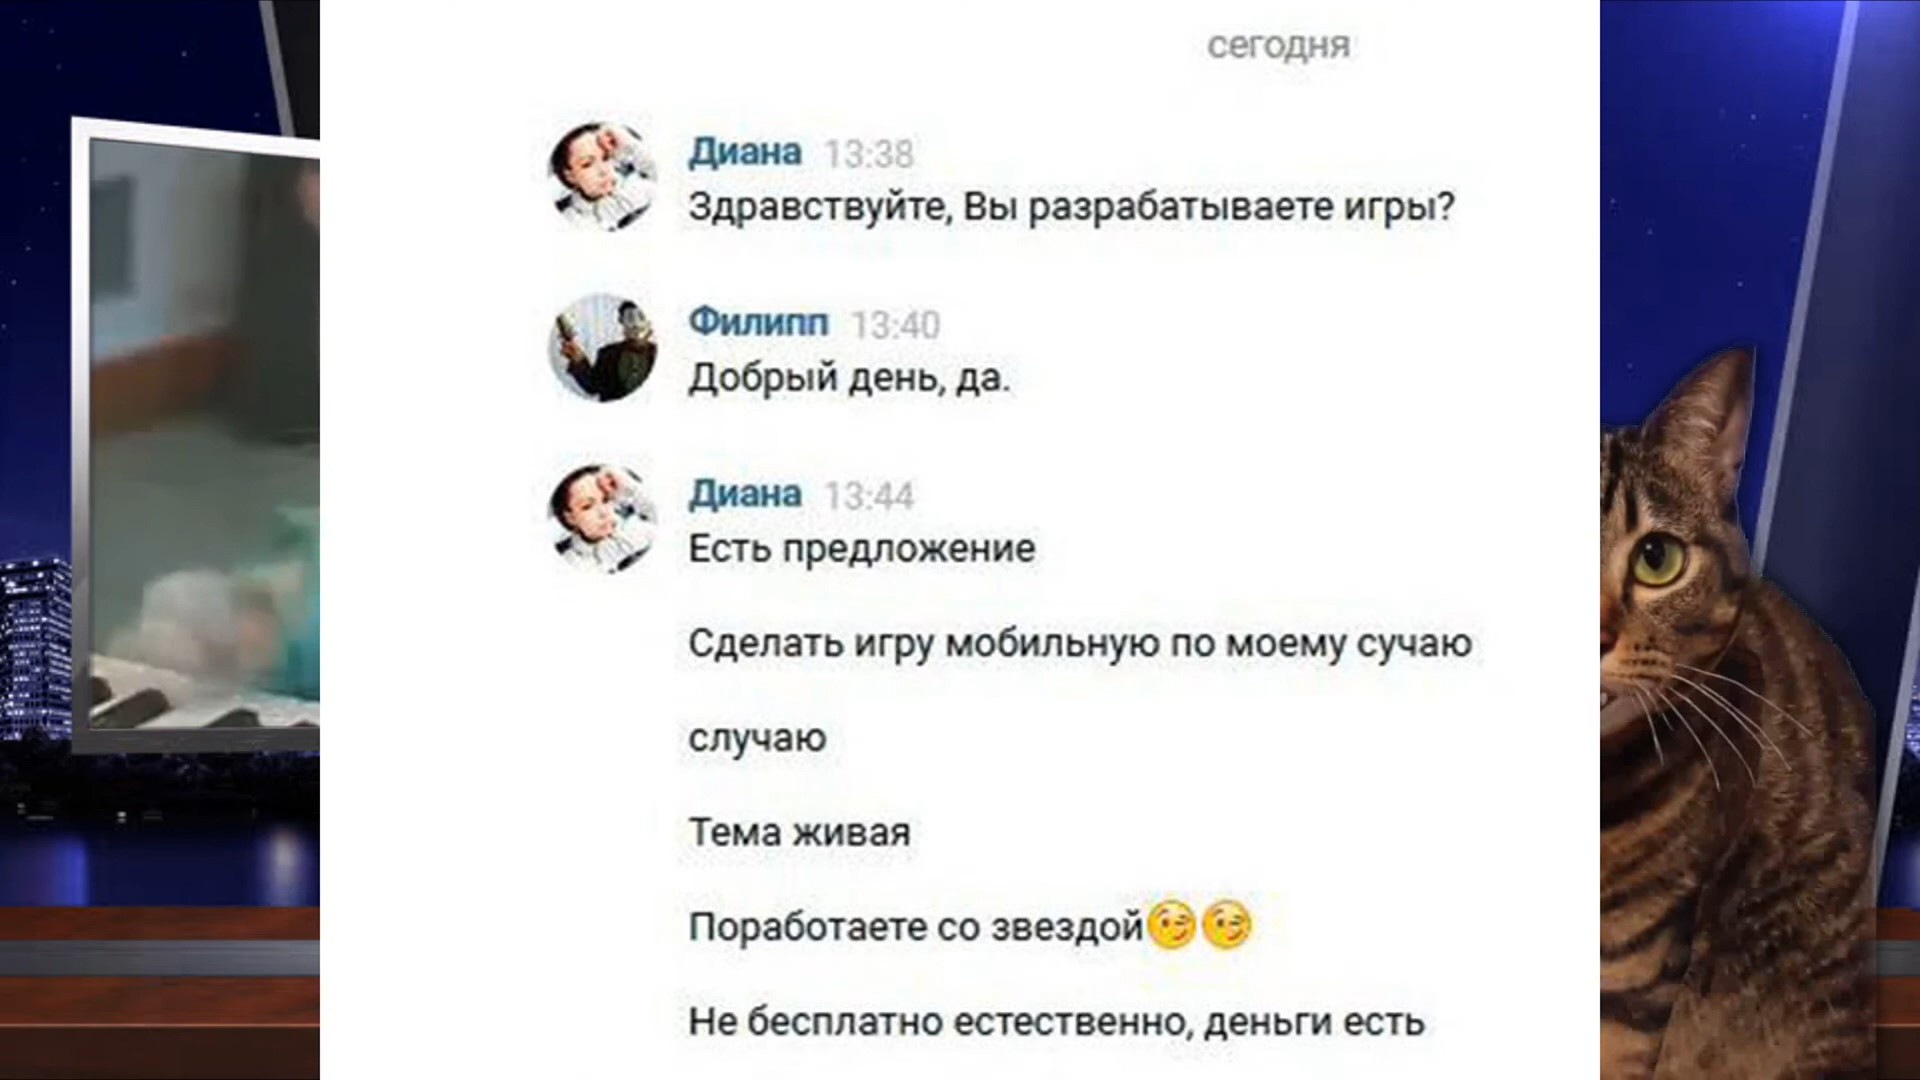 сегодня
Диана 13:38
Здравствуйте, Вы разрабатываете игры?
Филипп 13:40
Добрый день, да.
Диана 13:44
Есть предложение
Сделать игру мобильную по моему сучаю
случаю
Тема живая
Поработаете со звездой😏😏
Не бесплатно естественно, деньги есть